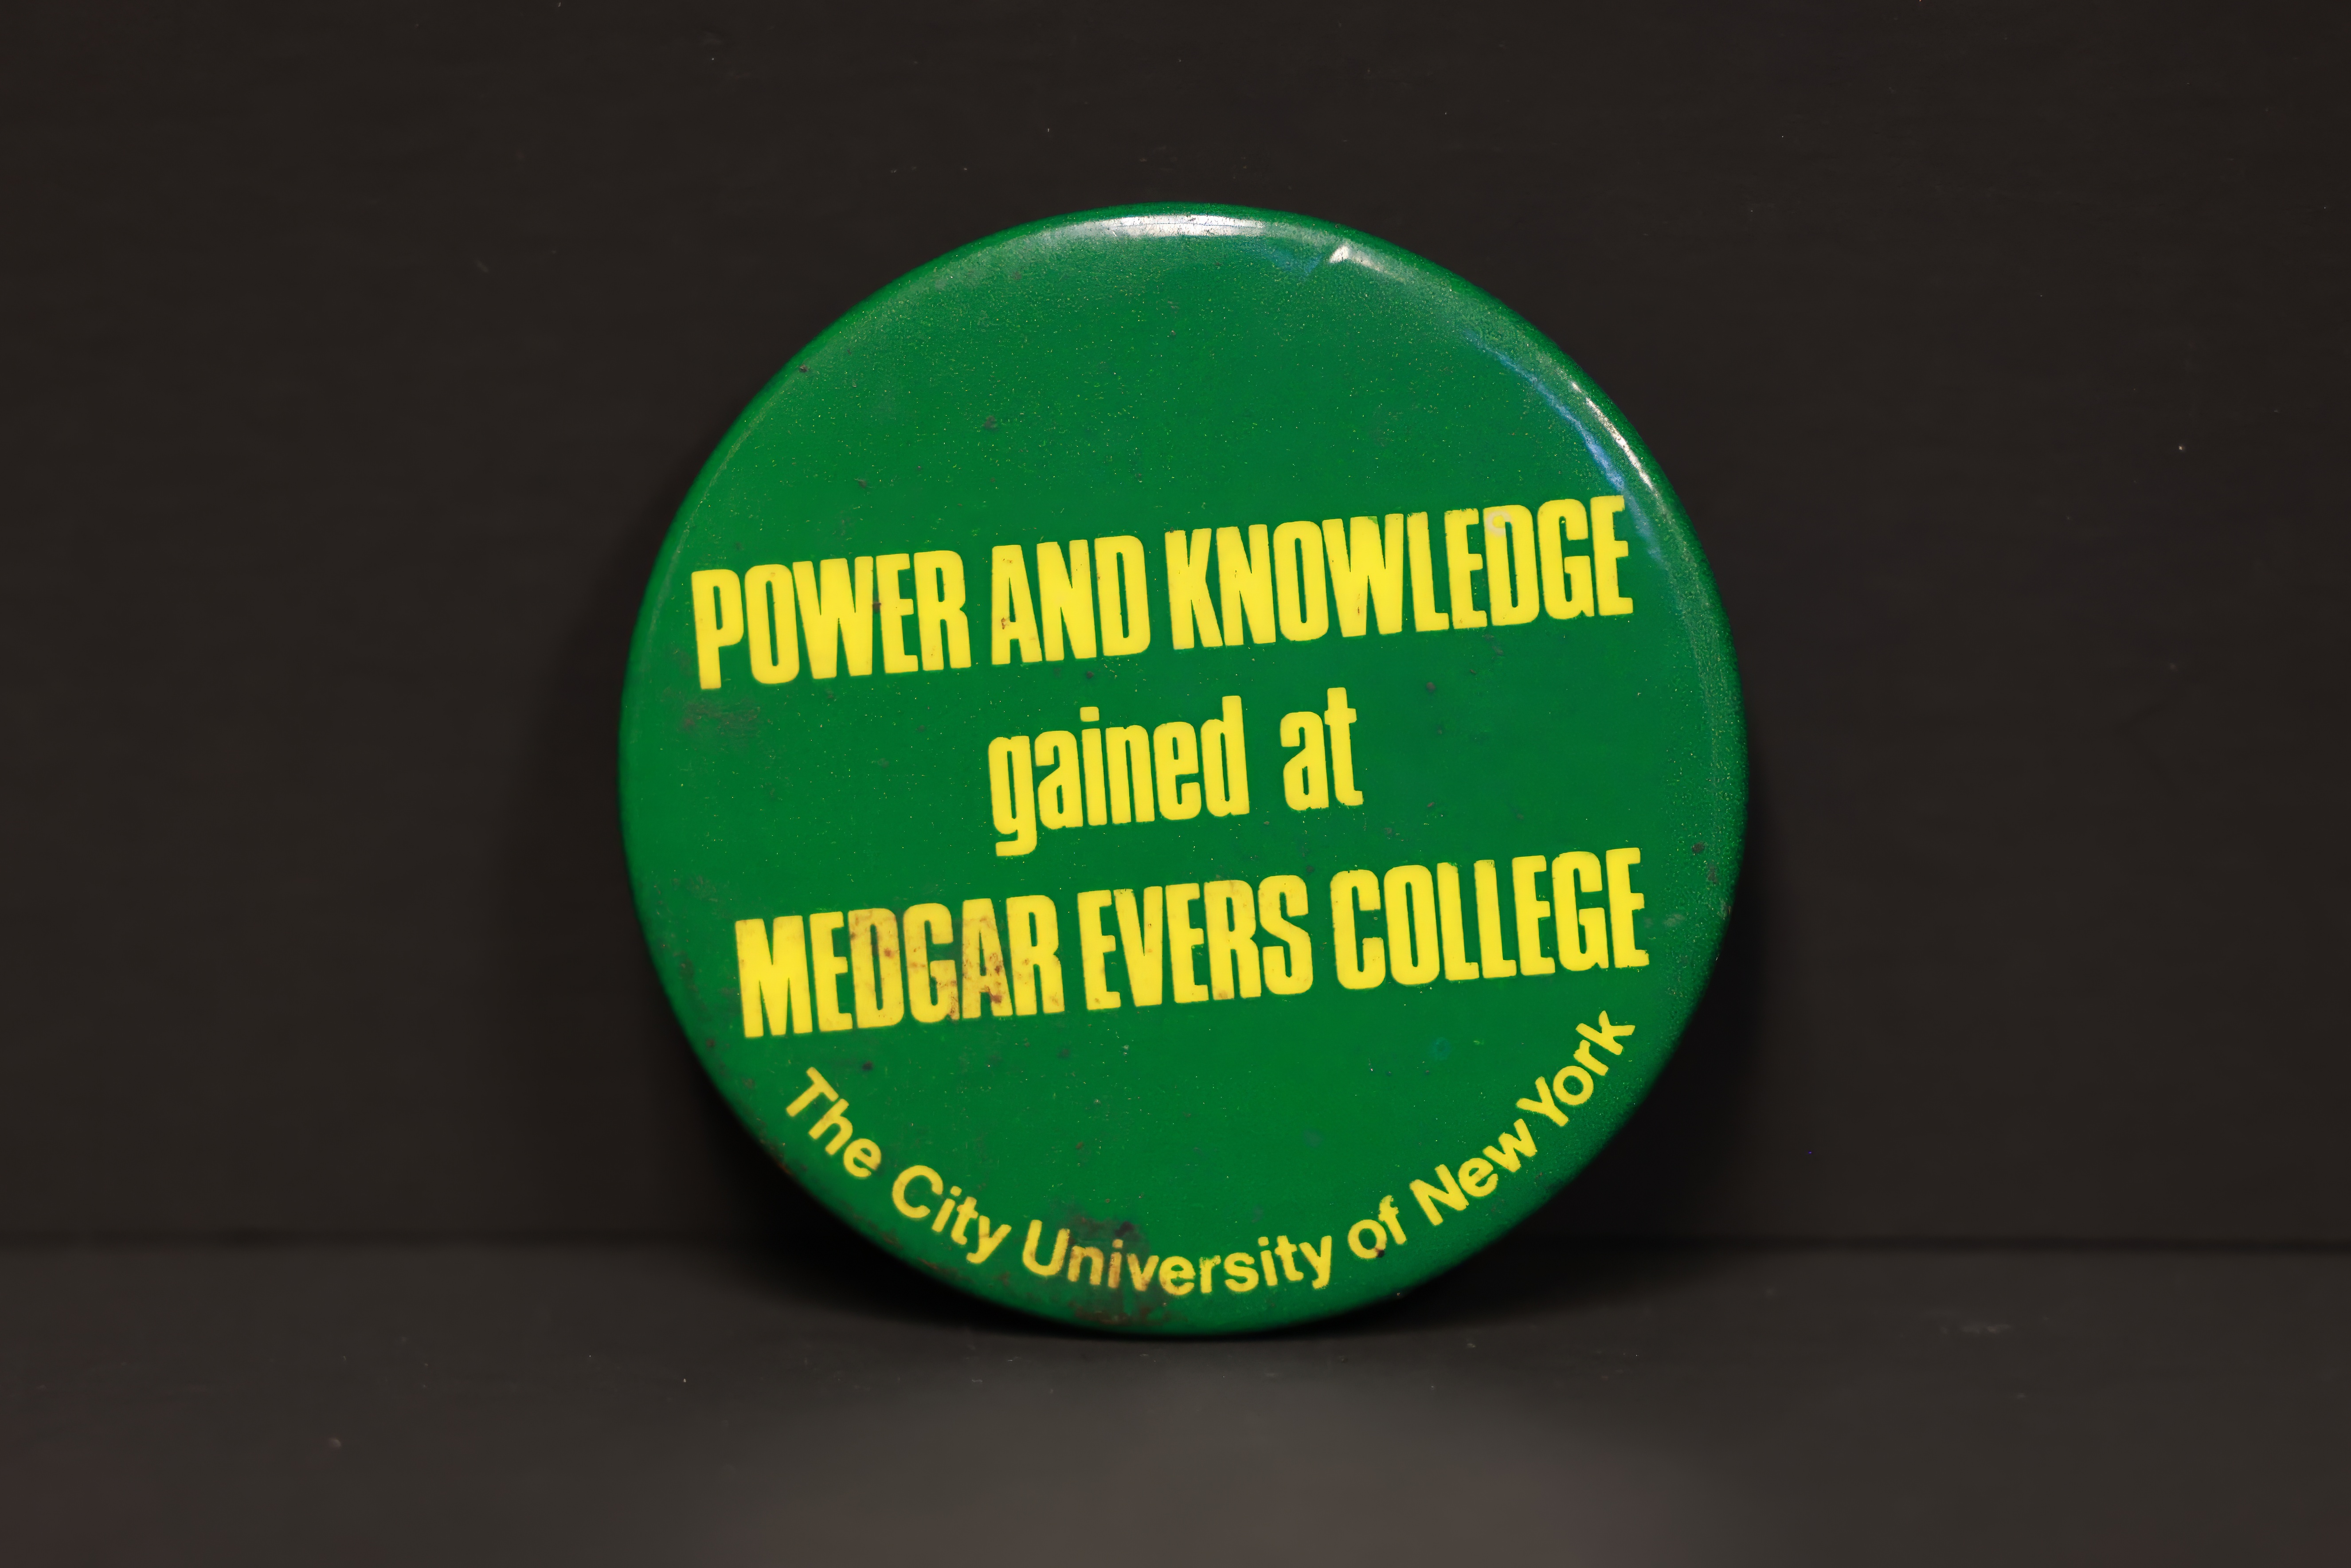 POWER AND KNOWLEDGE
gained at
MEDGAR EVERS COLLEGE
The City University of New York